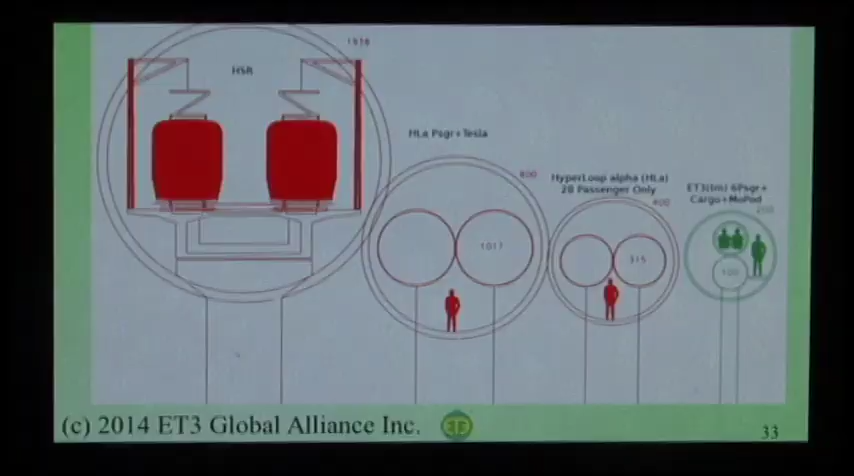 1936
HSR
HLa Psgr+Tesla
800
HyperLoop alpha (HLa)
28 Passenger Only
400
ET3(tm) 6Psgr+
Cargo+MoPod
200
1017
315
100
(c) 2014 ET3 Global Alliance Inc.
ET3
33